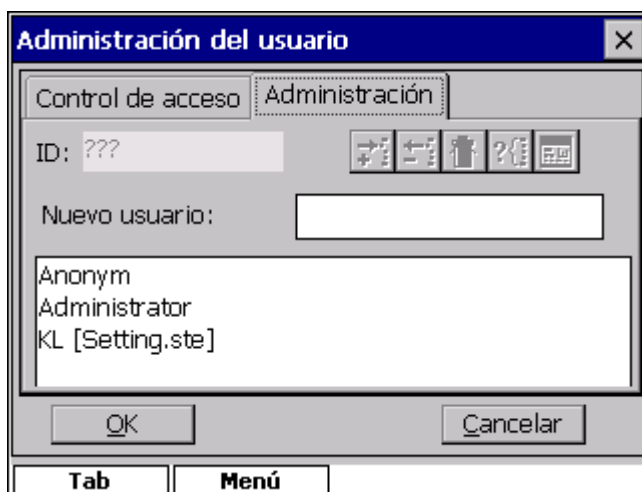 Administración del usuario
Control de acceso Administración
ID: ???
Nuevo usuario:
Anonym
Administrator
KL [Setting.ste]
OK Cancelar
Tab Menú